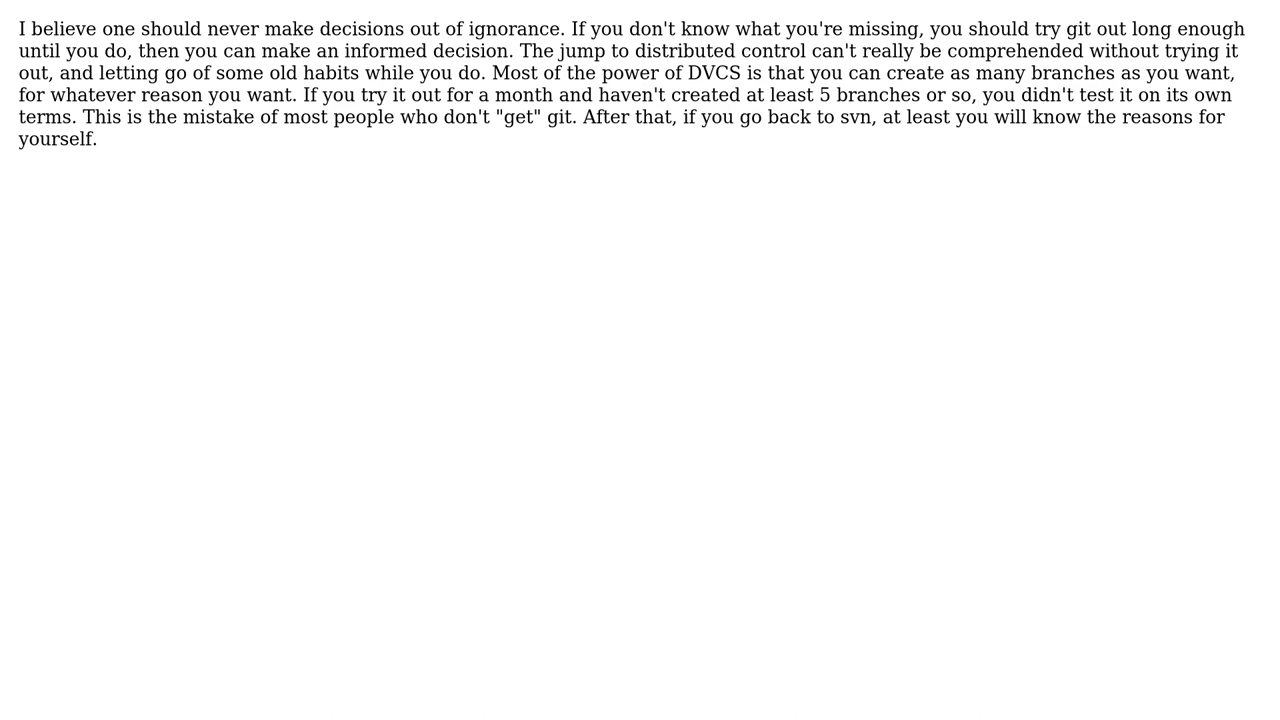 I believe one should never make decisions out of ignorance. If you don't know what you're missing, you should try git out long enough
until you do, then you can make an informed decision. The jump to distributed control can't really be comprehended without trying it
out, and letting go of some old habits while you do. Most of the power of DVCS is that you can create as many branches as you want,
for whatever reason you want. If you try it out for a month and haven't created at least 5 branches or so, you didn't test it on its own
terms. This is the mistake of most people who don't "get" git. After that, if you go back to svn, at least you will know the reasons for
yourself.